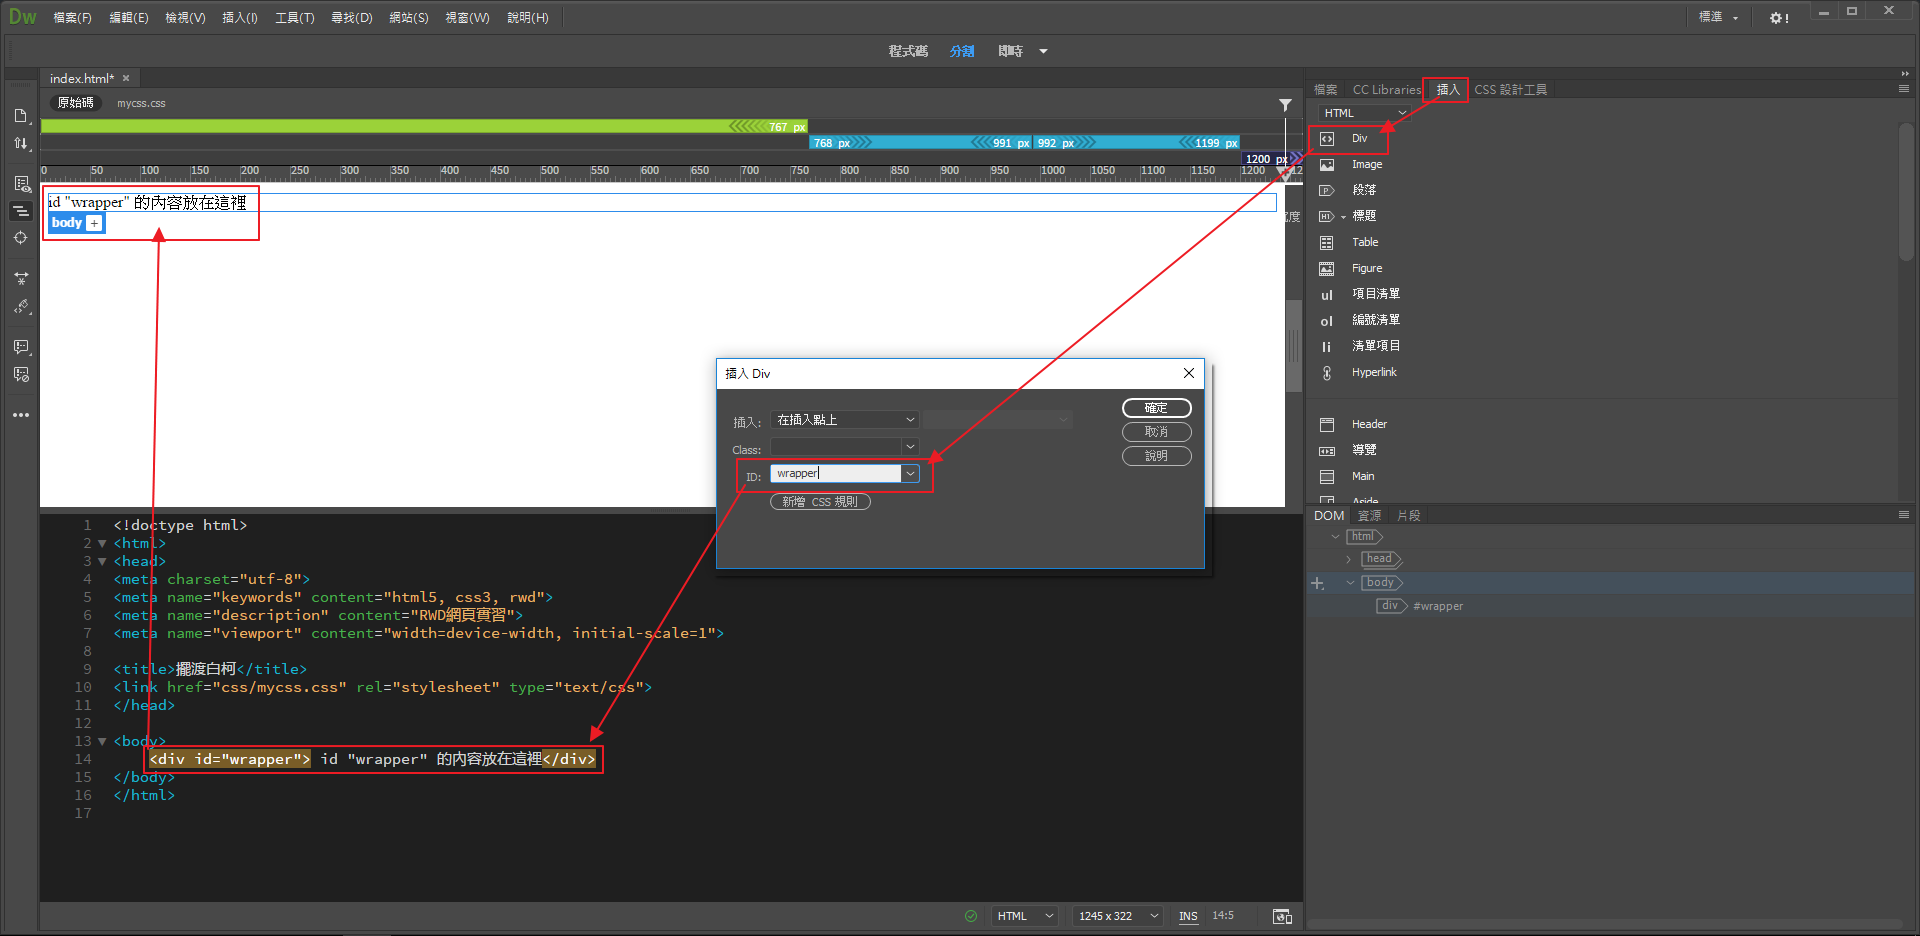 Dw 檔案(F) 編輯(E) 檢視(V) 插入(I) 工具(T) 尋找(D) 網站(S) 視窗(W) 說明(H) 標準 !
程式碼 分割 即時
index.html*
原始碼 mycss.css
767 px
768 px 991 px 992 px 1199 px
1200 px
0 50 100 150 200 250 300 350 400 450 500 550 600 650 700 750 800 850 900 950 1000 1050 1100 1150 1200 12
id "wrapper" 的內容放在這裡
body +
度
插入 Div
插入: 在插入點上
Class:
ID: wrapper
新增 CSS 規則
確定
取消
說明
1 <!doctype html>
2 <html>
3 <head>
4 <meta charset="utf-8">
5 <meta name="keywords" content="html5, css3, rwd">
6 <meta name="description" content="RWD網頁實習">
7 <meta name="viewport" content="width=device-width, initial-scale=1">
8
9 <title>擺渡白柯</title>
10 <link href="css/mycss.css" rel="stylesheet" type="text/css">
11 </head>
12
13 <body>
14 <div id="wrapper"> id "wrapper" 的內容放在這裡</div>
15 </body>
16 </html>
17
HTML 1245 x 322 INS 14:5
檔案 CC Libraries 插入 CSS 設計工具
HTML
Div
Image
段落
H1 標題
Table
Figure
ul 項目清單
ol 編號清單
li 清單項目
Hyperlink
Header
導覽
Main
Aside
DOM 資源 片段
html
head
body
div #wrapper